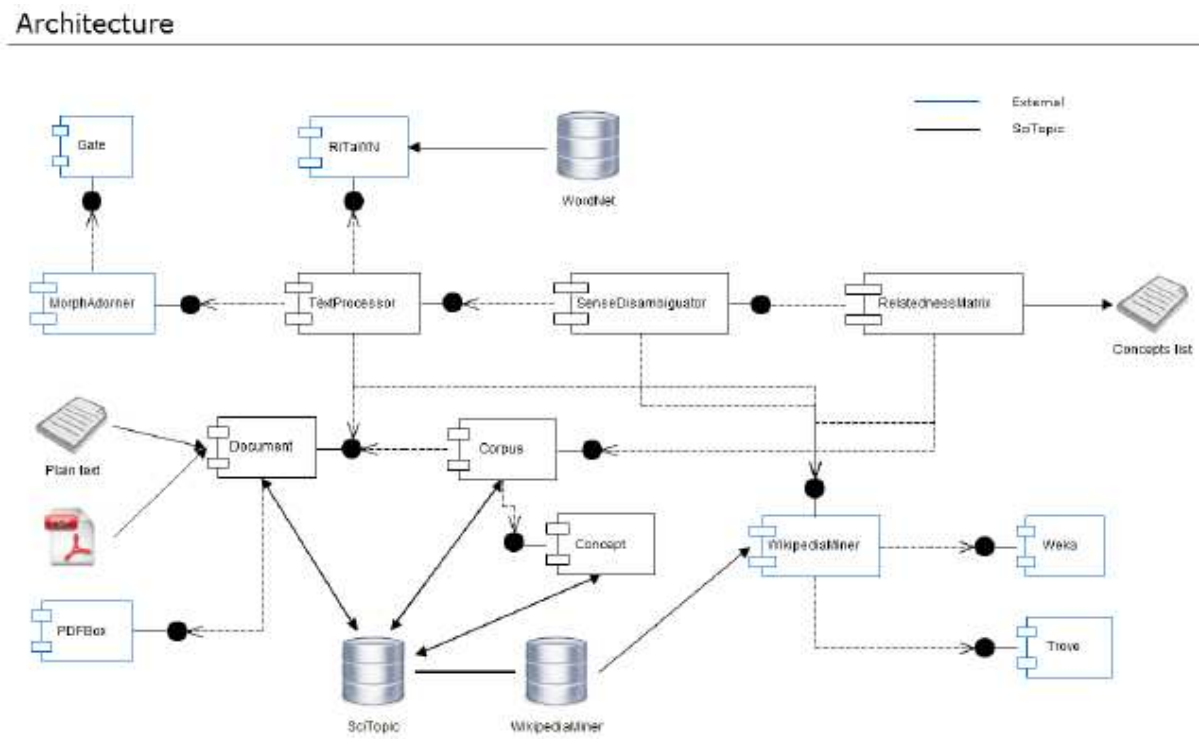 Architecture
External
SciTopic
Gate
RiTaWN
WordNet
MorphAdorner
TextProcessor
SenseDisambiguator
RelatednessMatrix
Concepts list
Plain text
Document
Corpus
Concept
WikipediaMiner
Weka
PDFBox
Trove
SciTopic
WikipediaMiner